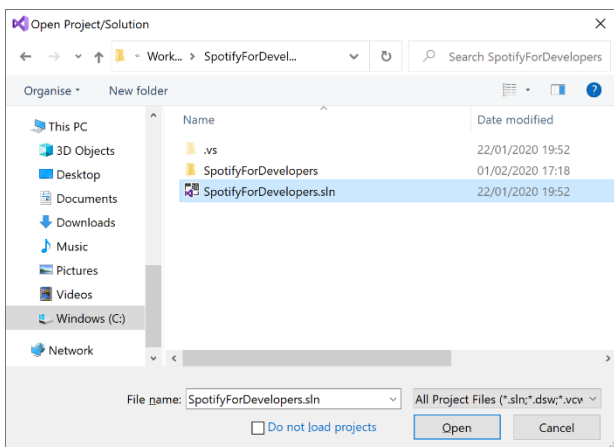 Open Project/Solution
Work... > SpotifyForDevel...
Search SpotifyForDevelopers
Organise
New folder
Name
Date modified
This PC
3D Objects
Desktop
Documents
Downloads
Music
Pictures
Videos
Windows (C:)
Network
.vs 22/01/2020 19:52
SpotifyForDevelopers 01/02/2020 17:18
SpotifyForDevelopers.sln 22/01/2020 19:52
File name: SpotifyForDevelopers.sln
All Project Files (*.sln;*.dsw;*.vcw
Do not load projects
Open
Cancel